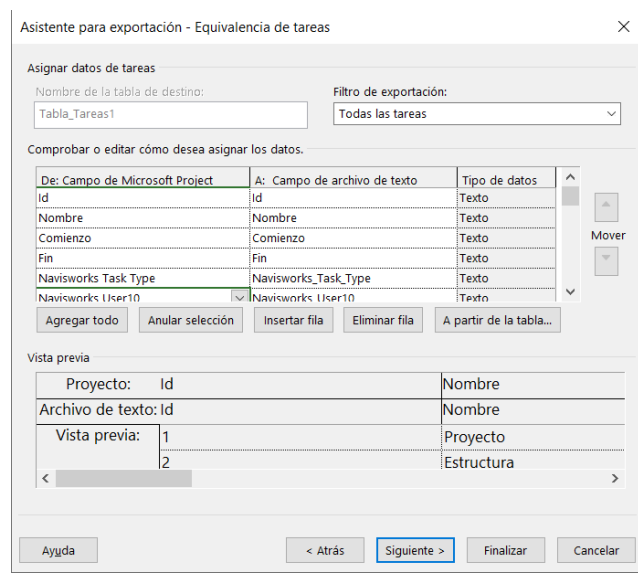 Asistente para exportación - Equivalencia de tareas
Asignar datos de tareas
Nombre de la tabla de destino: Filtro de exportación:
Tabla_Tareas1 Todas las tareas
Comprobar o editar cómo desea asignar los datos.
De: Campo de Microsoft Project A: Campo de archivo de texto Tipo de datos
Id Id Texto
Nombre Nombre Texto
Comienzo Comienzo Texto
Mover
Fin Fin Texto
Navisworks Task Type Navisworks_Task_Type Texto
Navisworks User10 Navisworks_User10 Texto
Agregar todo Anular selección Insertar fila Eliminar fila A partir de la tabla...
Vista previa
Proyecto: Id Nombre
Archivo de texto: Id Nombre
Vista previa: 1 Proyecto
2 Estructura
Ayuda < Atrás Siguiente > Finalizar Cancelar